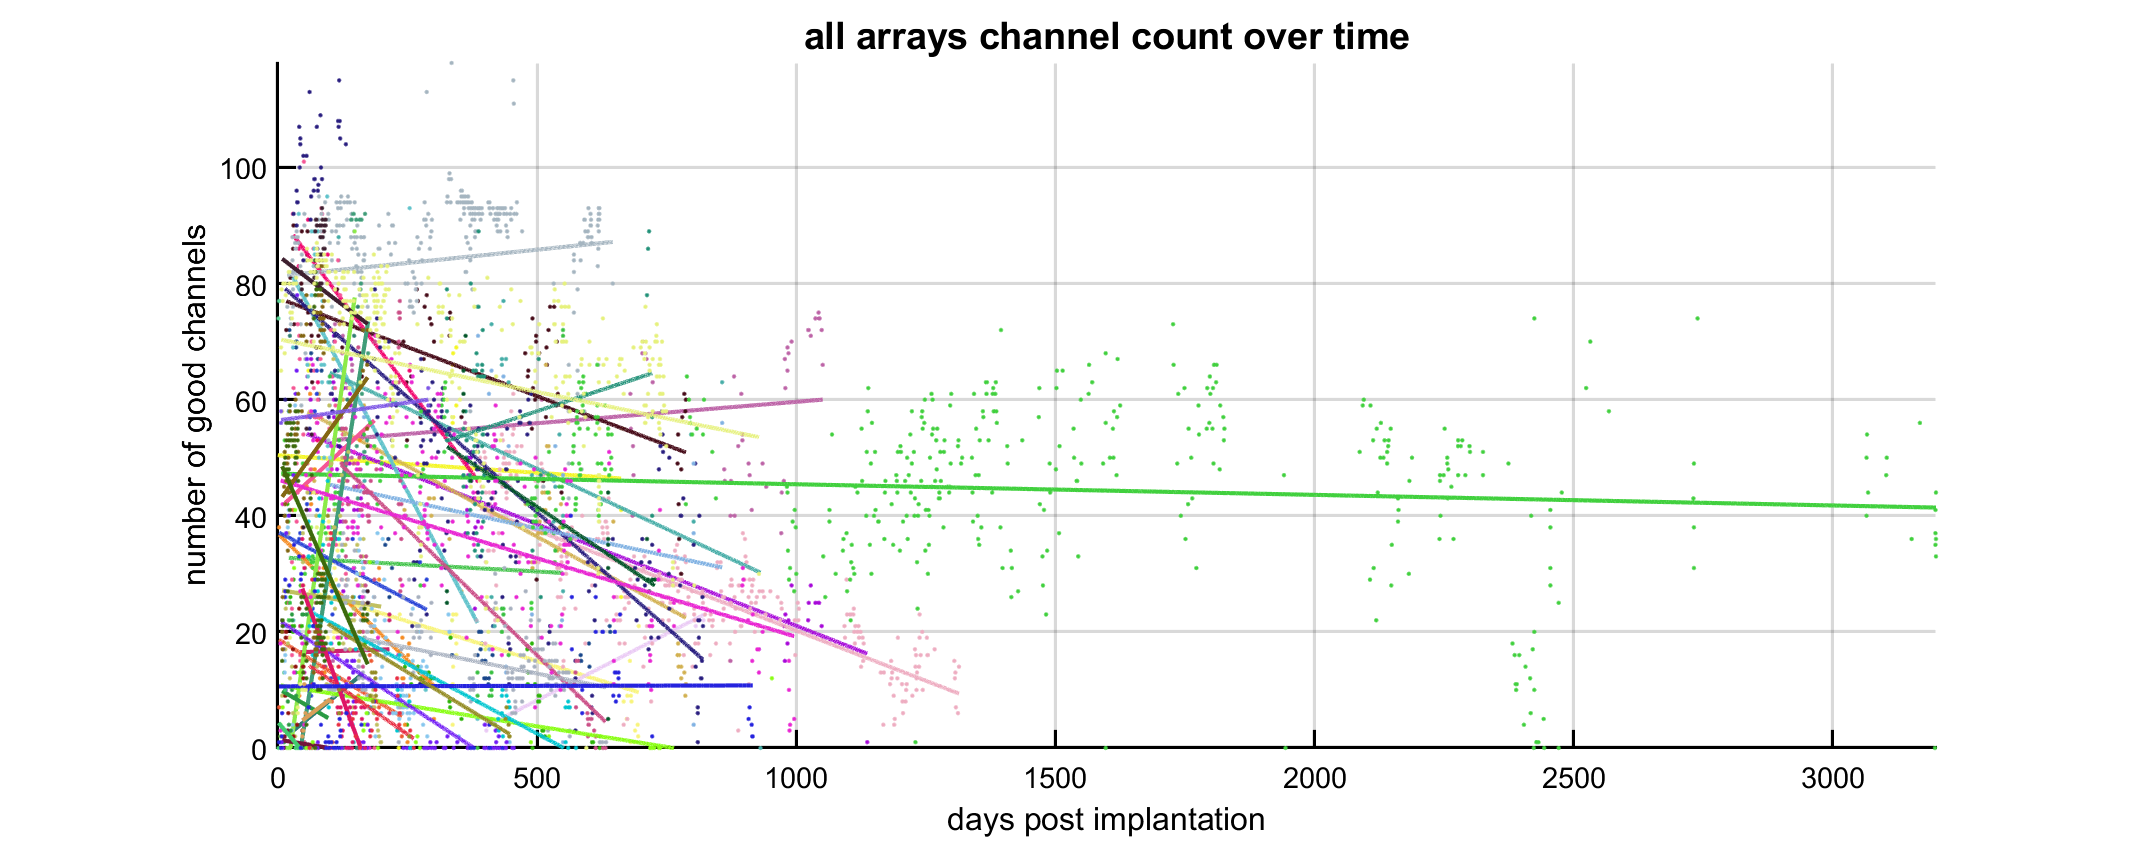 all arrays channel count over time
number of good channels
100
80
60
40
20
0
0 500 1000 1500 2000 2500 3000
days post implantation